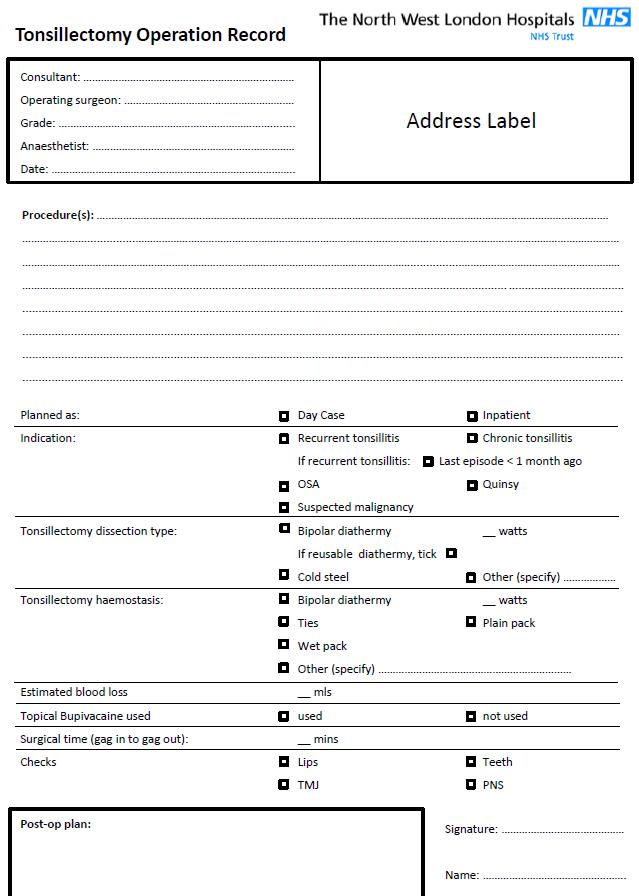 The North West London Hospitals NHS
NHS Trust
Tonsillectomy Operation Record
Consultant: ..........................................................................
Operating surgeon: ............................................................
Grade: ..................................................................................
Anaesthetist: ......................................................................
Date: .....................................................................................
Address Label
Procedure(s): ....................................................................................
Planned as: Day Case Inpatient
Indication: Recurrent tonsillitis Chronic tonsillitis
If recurrent tonsillitis: Last episode < 1 month ago
OSA Quinsy
Suspected malignancy
Tonsillectomy dissection type: Bipolar diathermy __ watts
If reusable diathermy, tick
Cold steel Other (specify) ..................
Tonsillectomy haemostasis: Bipolar diathermy __ watts
Ties Plain pack
Wet pack
Other (specify) ..................................................................
Estimated blood loss __ mls
Topical Bupivacaine used used not used
Surgical time (gag in to gag out): __ mins
Checks Lips Teeth
TMJ PNS
Post-op plan:
Signature: ..........................................
Name: ................................................